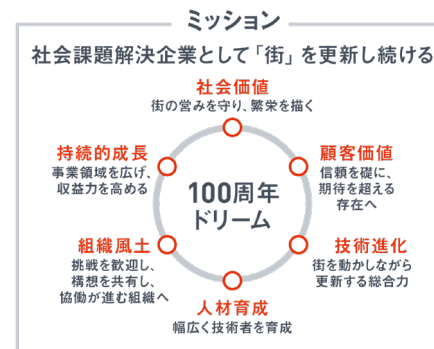 ミッション
社会課題解決企業として「街」を更新し続ける
社会価値
街の営みを守り、繁栄を描く
持続的成長
事業領域を広げ、
収益力を高める
顧客価値
信頼を礎に、
期待を超える
存在へ
100周年
ドリーム
組織風土
挑戦を歓迎し、
構想を共有し、
協働が進む組織へ
技術進化
街を動かしながら
更新する総合力
人材育成
幅広く技術者を育成